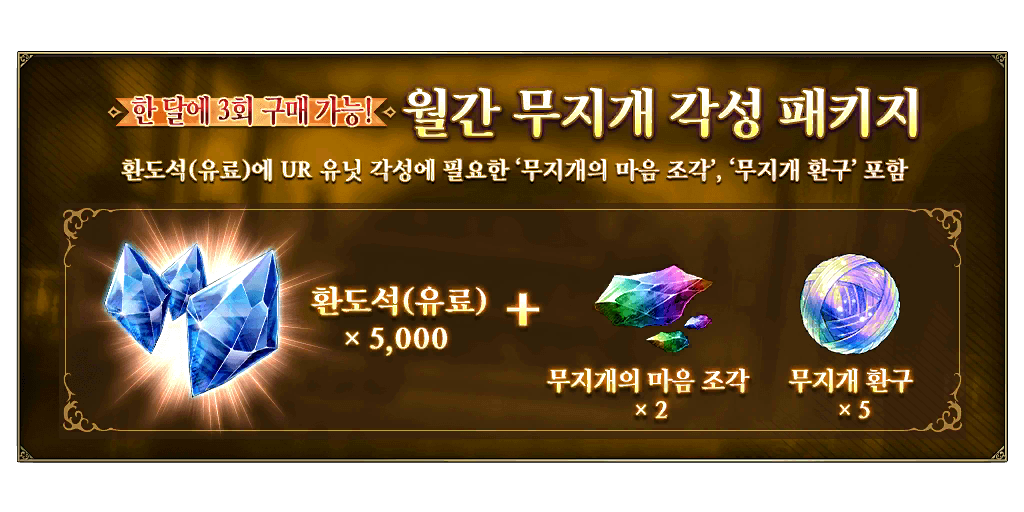 한 달에 3회 구매 가능! 월간 무지개 각성 패키지
환도석(유료)에 UR 유닛 각성에 필요한 ‘무지개의 마음 조각’, ‘무지개 환구’ 포함
환도석(유료)
× 5,000
+
무지개의 마음 조각
× 2
무지개 환구
× 5